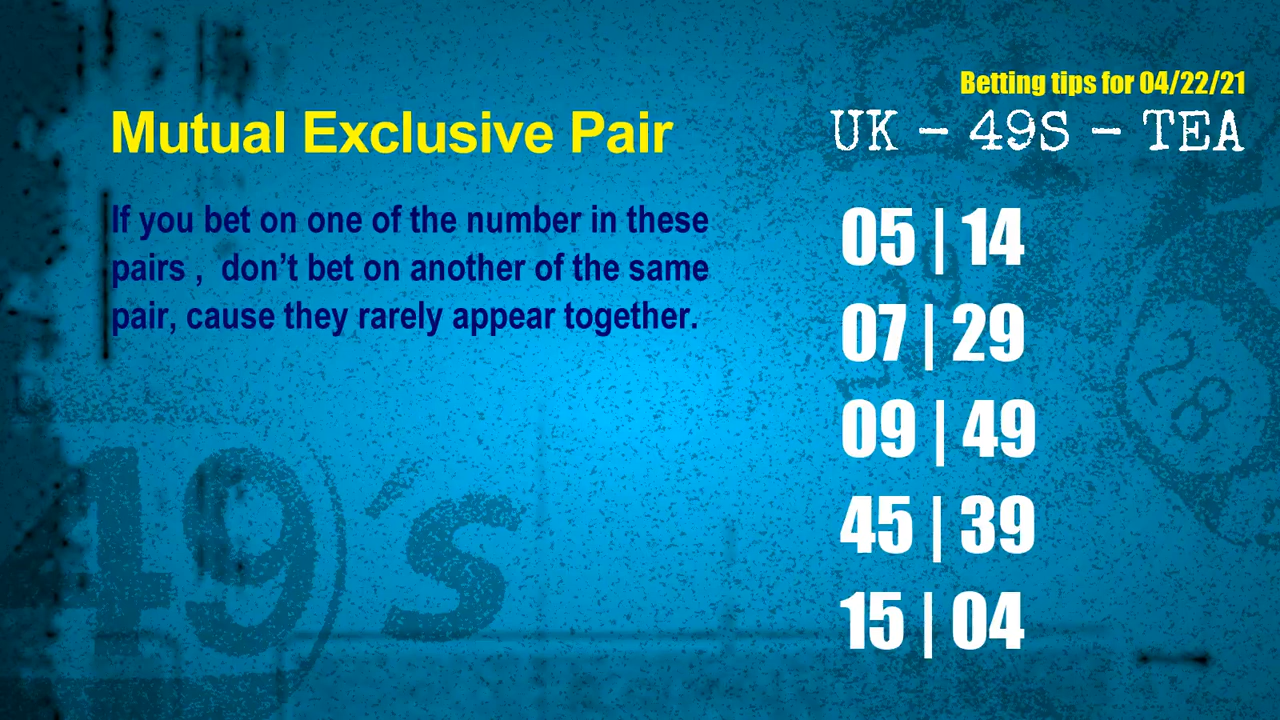 Betting tips for 04/22/21
Mutual Exclusive Pair
UK - 49S - TEA
If you bet on one of the number in these
pairs ,  don't bet on another of the same
pair, cause they rarely appear together.
05 | 14
07 | 29
09 | 49
45 | 39
15 | 04
28
49's